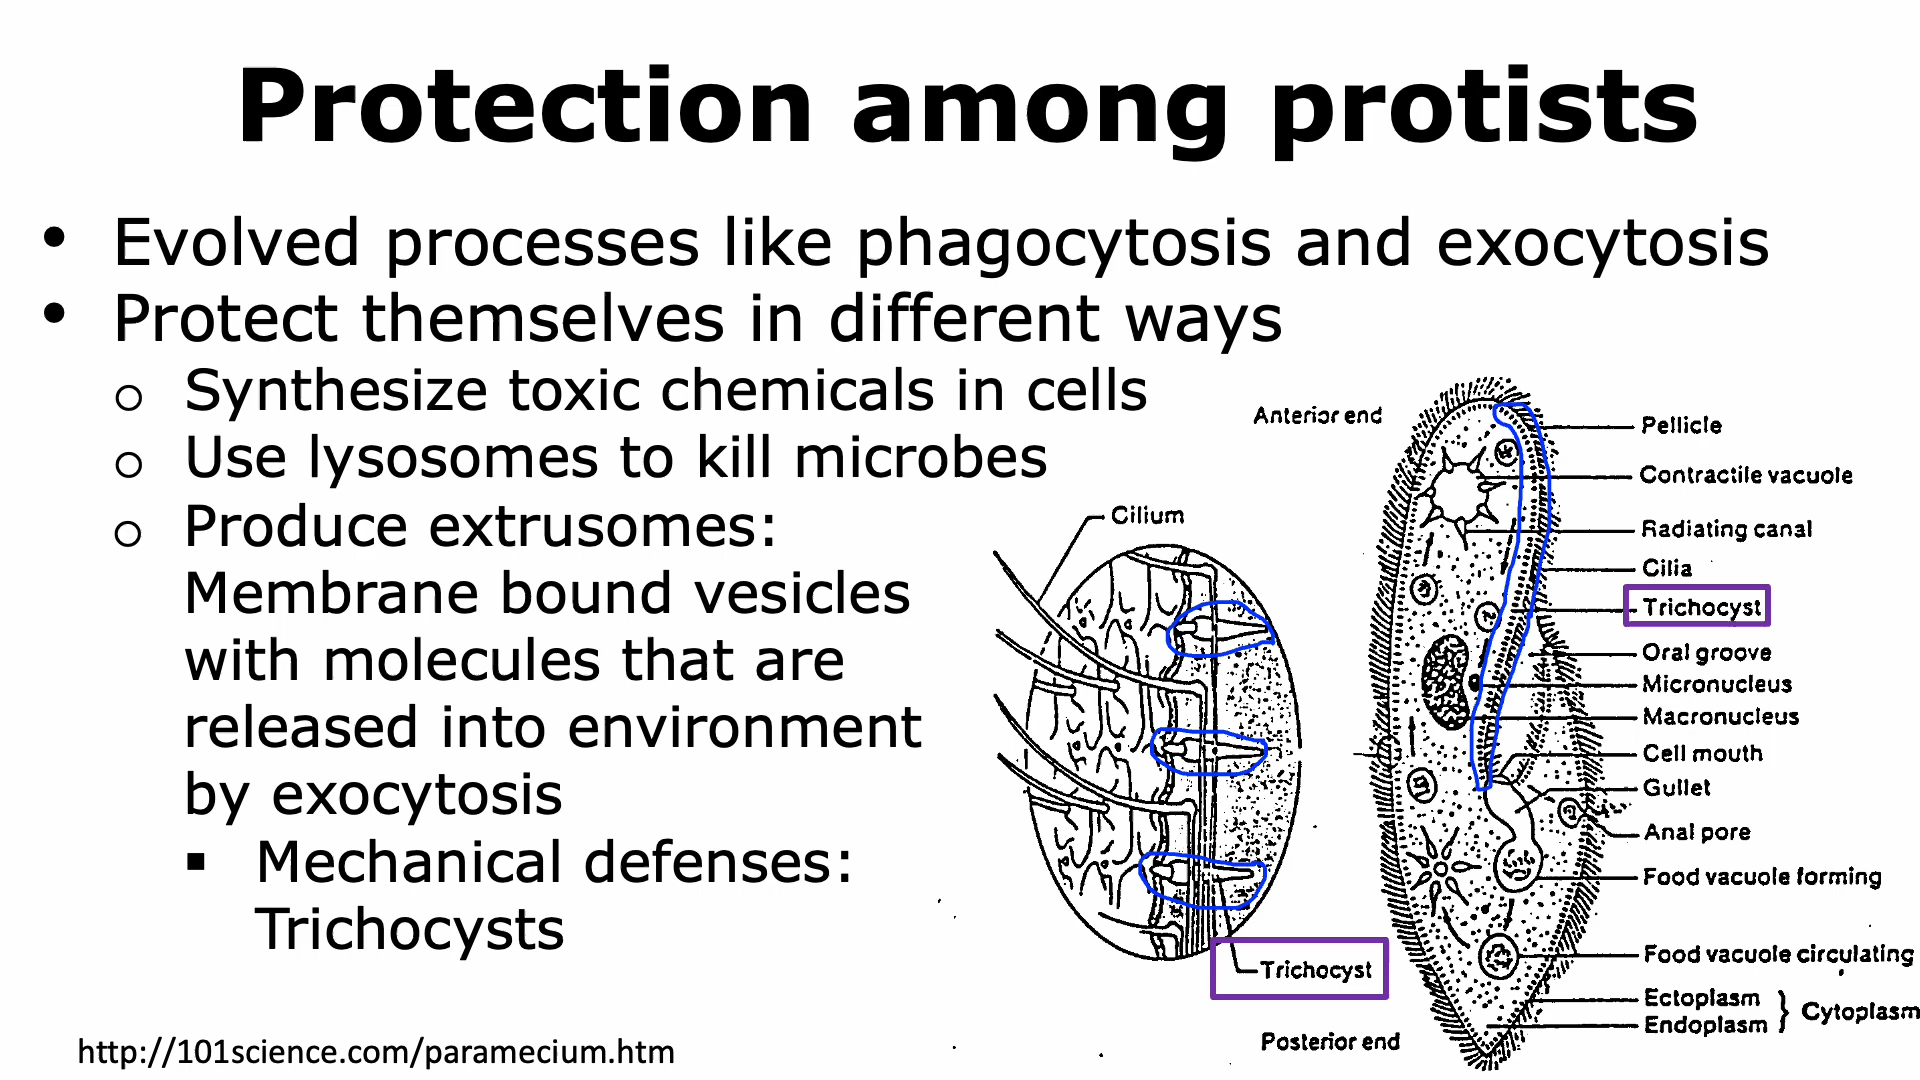 Protection among protists
• Evolved processes like phagocytosis and exocytosis
• Protect themselves in different ways
o Synthesize toxic chemicals in cells
o Use lysosomes to kill microbes
o Produce extrusomes:
Membrane bound vesicles
with molecules that are
released into environment
by exocytosis
▪ Mechanical defenses:
Trichocysts
http://101science.com/paramecium.htm
Cilium
Trichocyst
Anterior end
Posterior end
Pellicle
Contractile vacuole
Radiating canal
Cilia
Trichocyst
Oral groove
Micronucleus
Macronucleus
Cell mouth
Gullet
Anal pore
Food vacuole forming
Food vacuole circulating
Ectoplasm
Endoplasm
} Cytoplasm